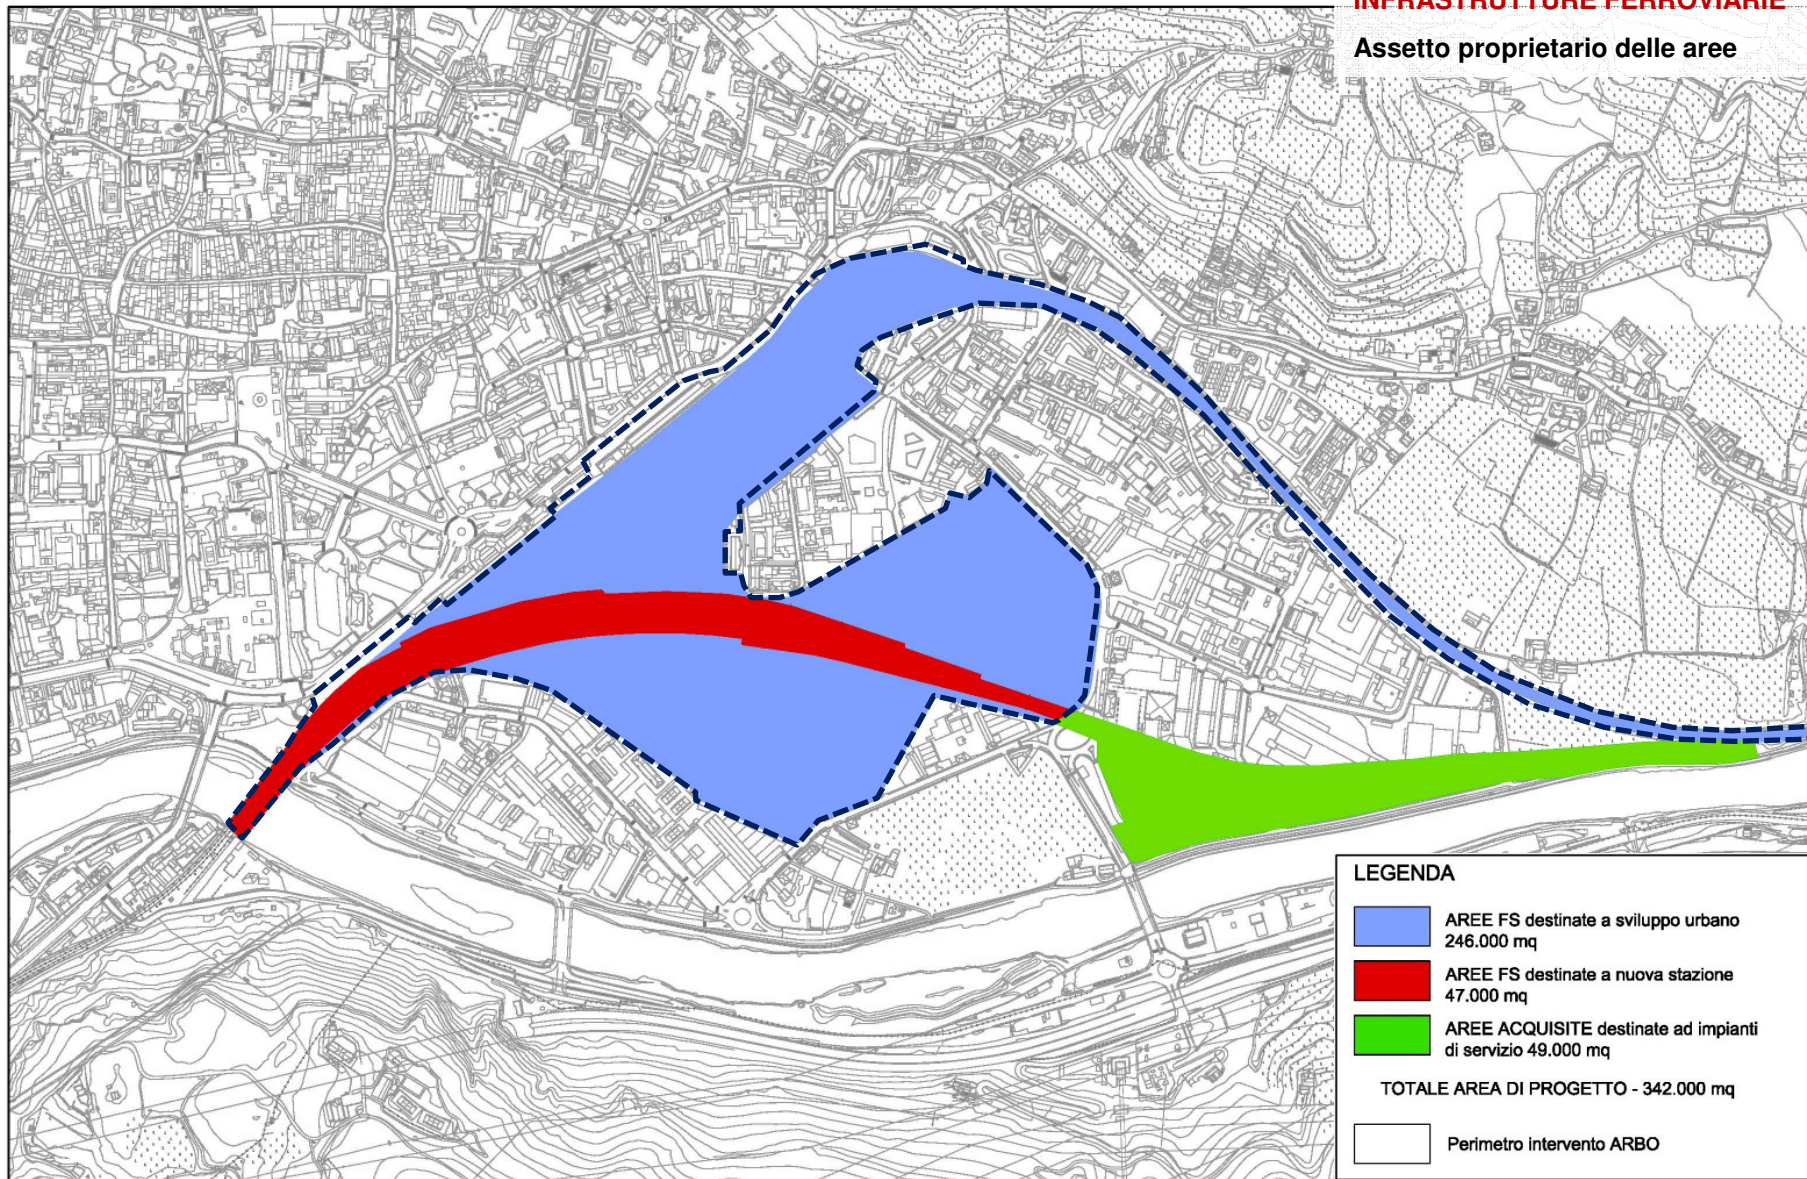 INFRASTRUTTURE FERROVIARIE
Assetto proprietario delle aree
LEGENDA
AREE FS destinate a sviluppo urbano
246.000 mq
AREE FS destinate a nuova stazione
47.000 mq
AREE ACQUISITE destinate ad impianti
di servizio 49.000 mq
TOTALE AREA DI PROGETTO - 342.000 mq
Perimetro intervento ARBO